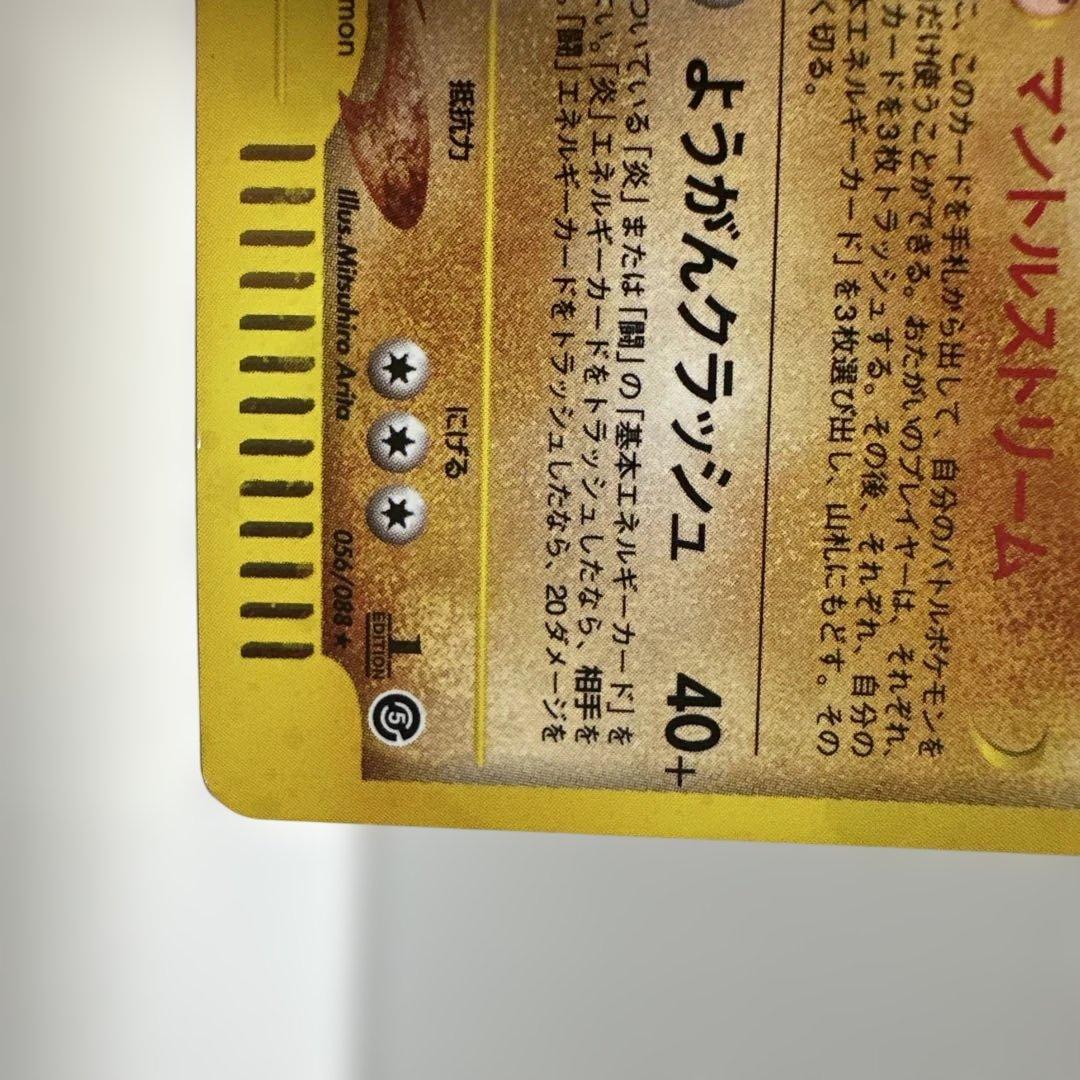 マントルストリーム
に、このカードを手札から出して、自分のバトルポケモンを
だけ使うことができる。おたがいのプレイヤーは、それぞれ、
カードを3枚トラッシュする。その後、それぞれ、自分の
本エネルギーカード」を3枚選び出し、山札にもどす。その
く切る。
ようがんクラッシュ 40+
ついている「炎」または「闘」の「基本エネルギーカード」を
い。「炎」エネルギーカードをトラッシュしたなら、相手を
。「闘」エネルギーカードをトラッシュしたなら、20ダメージを
抵抗力 にげる
1 EDITION 5
mon Illus.Mitsuhiro Arita 056/088★